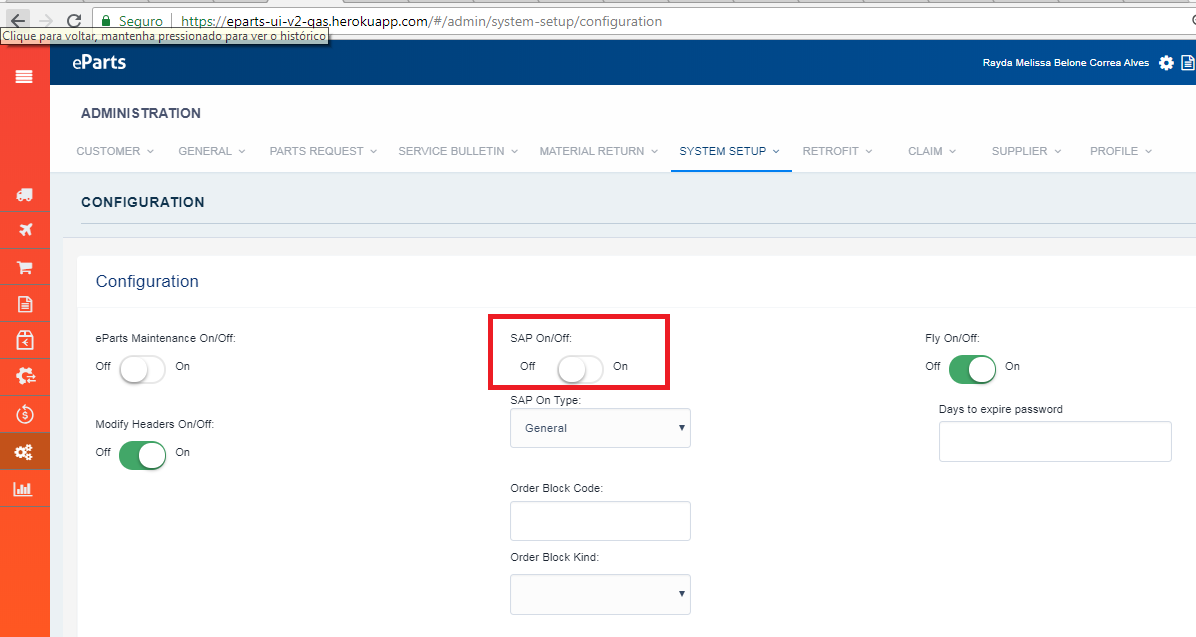 Seguro https://eparts-ui-v2-qas.herokuapp.com/#/admin/system-setup/configuration
Clique para voltar, mantenha pressionado para ver o histórico
eParts
Rayda Melissa Belone Correa Alves
ADMINISTRATION
CUSTOMER GENERAL PARTS REQUEST SERVICE BULLETIN MATERIAL RETURN SYSTEM SETUP RETROFIT CLAIM SUPPLIER PROFILE
CONFIGURATION
Configuration
eParts Maintenance On/Off: SAP On/Off: Fly On/Off:
Off On Off On Off On
SAP On Type:
General
Days to expire password
Modify Headers On/Off:
Off On
Order Block Code:
Order Block Kind: